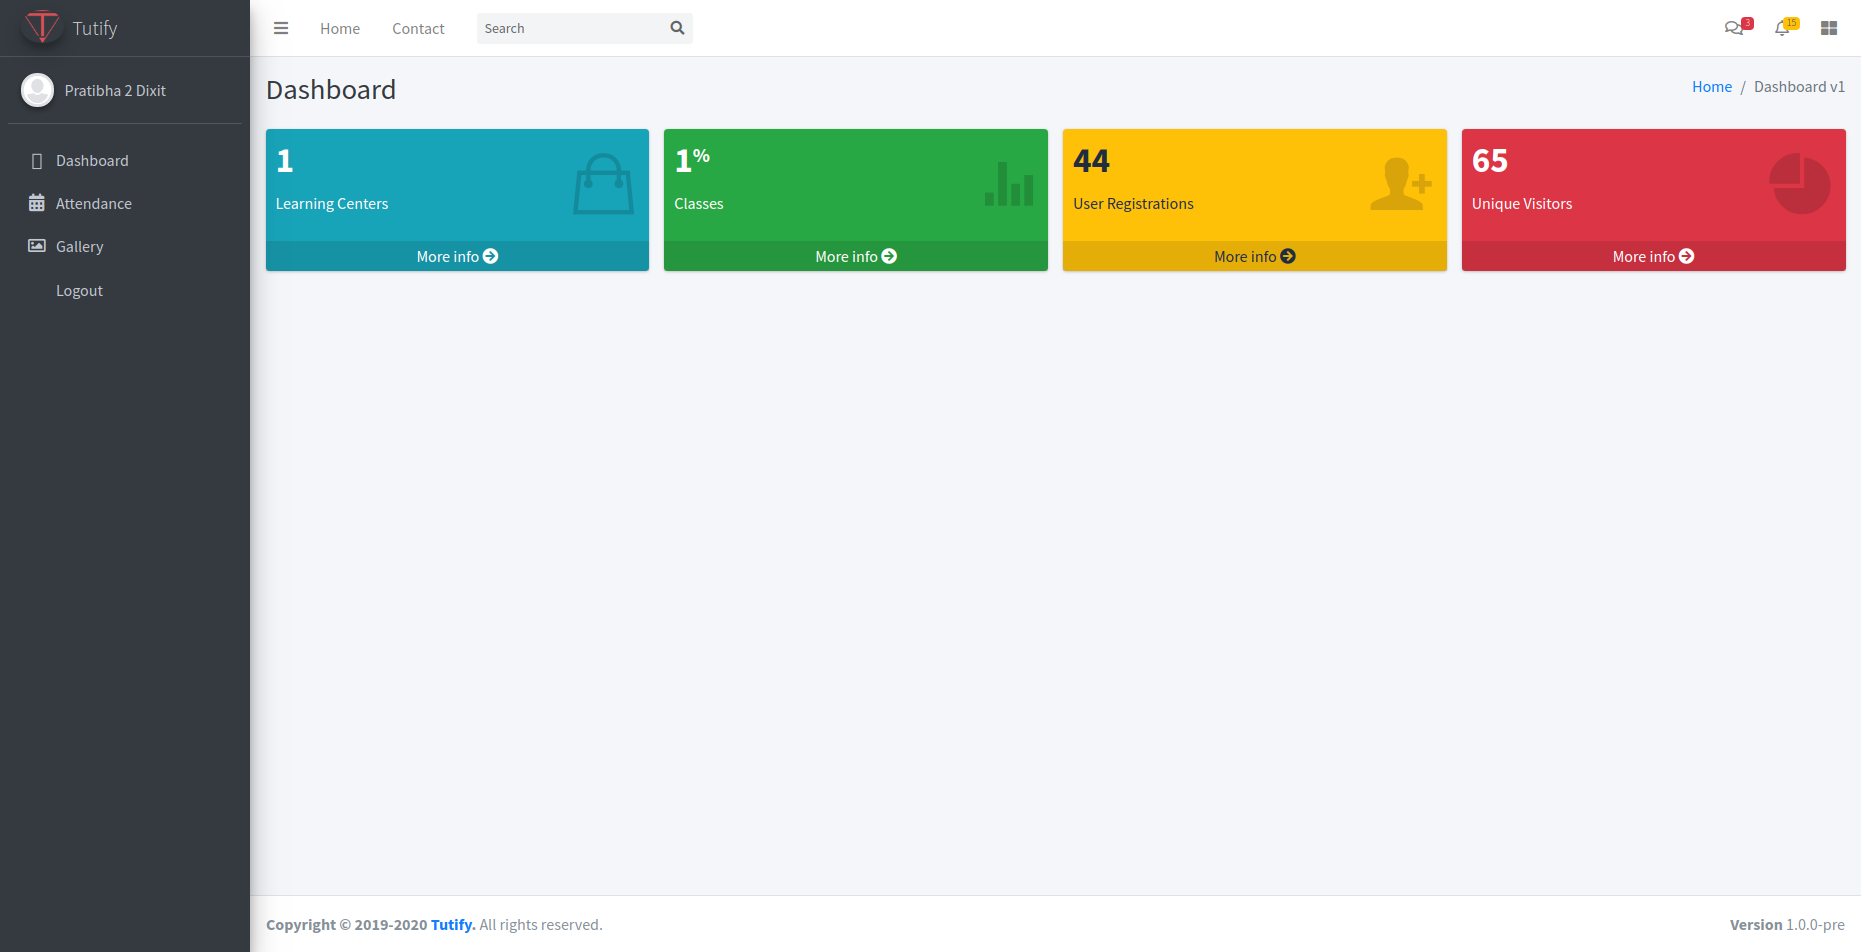 Tutify
Home
Contact
Search
3
15
Pratibha 2 Dixit
Dashboard
Attendance
Gallery
Logout
Dashboard
Home / Dashboard v1
1
Learning Centers
More info
1%
Classes
More info
44
User Registrations
More info
65
Unique Visitors
More info
Copyright © 2019-2020 Tutify. All rights reserved.
Version 1.0.0-pre